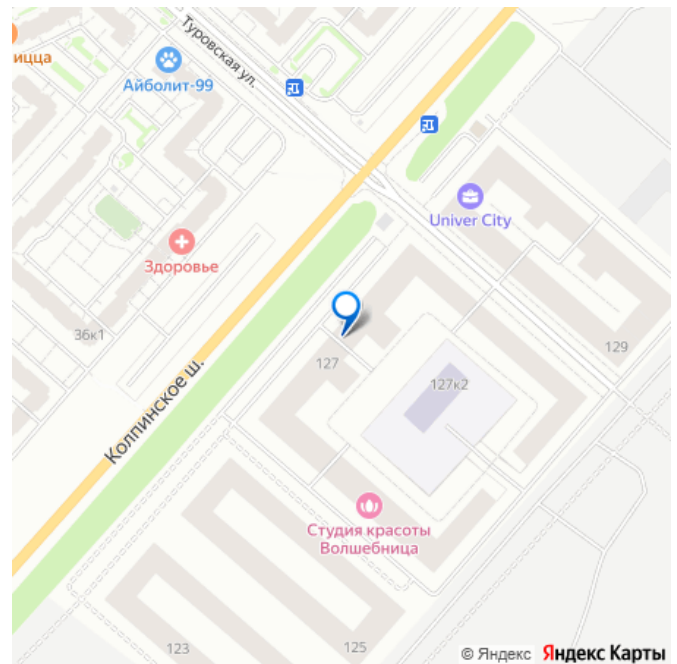 ицца
Туровская ул.
Айболит-99
Univer City
Здоровье
36к1
129
127
127к2
Колпинское ш.
Студия красоты
Волшебница
123
125
© Яндекс Яндекс Карты